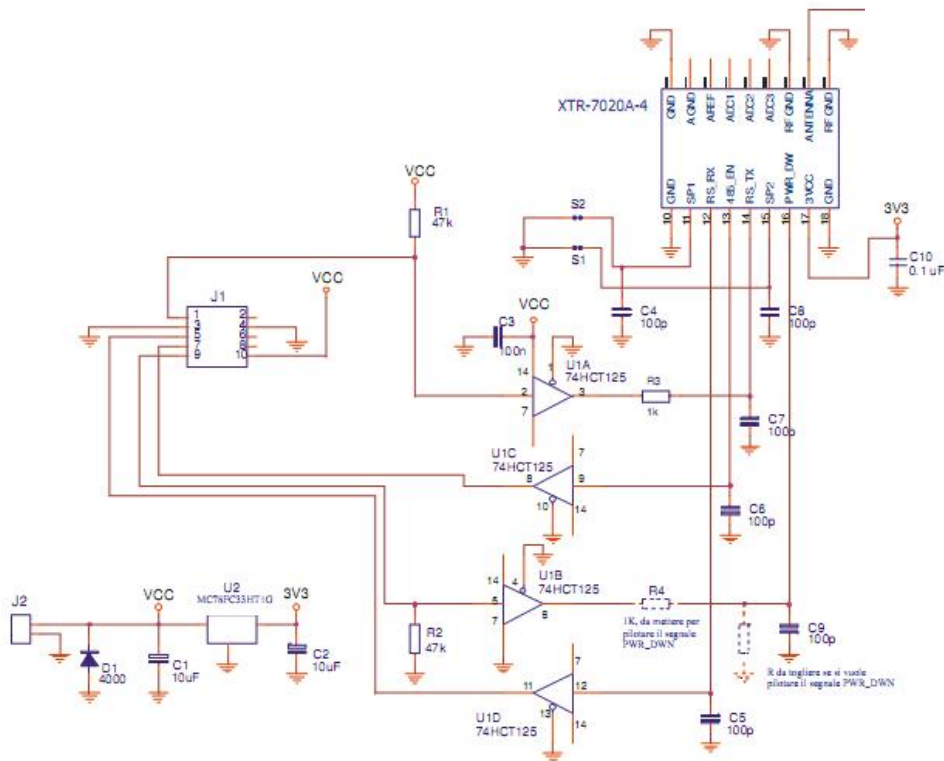 XTR-7020A-4
GND
AGND
AREF
ADC1
ADC2
ADC3
RFGND
ANTENNA
RFGND
GND
SP1
RS_RX
485_EN
RS_TX
SP2
PWR_DW
3VCC
GND
10
11
12
13
14
15
16
17
18
3V3
C10
0.1 uF
VCC
R1
47k
VCC
J1
1
2
3
4
5
6
7
8
9
10
S2
S1
C4
100p
C8
100p
VCC
C3
100n
14
1
U1A
74HCT125
2
3
7
R3
1k
C7
100p
U1C
74HCT125
7
8
9
10
14
C6
100p
14
4
U1B
74HCT125
5
6
7
R4
1K, da mettere per
pilotare il segnale
PWR_DWN
C9
100p
R da togliere se si vuole
pilotare il segnale PWR_DWN
R2
47k
J2
VCC
U2
MC78FC33HT1G
3V3
D1
4000
C1
10uF
C2
10uF
7
11
12
13
14
U1D
74HCT125
C5
100p